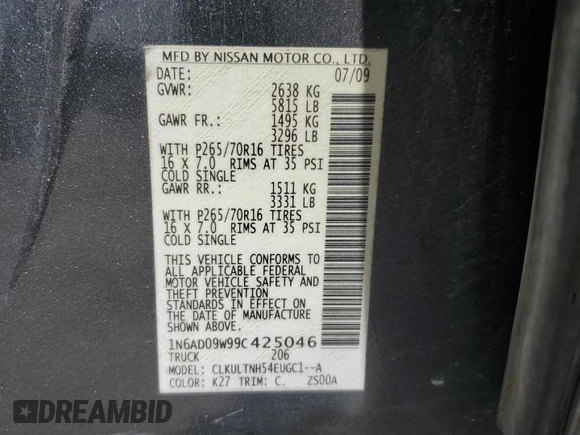 MFD BY NISSAN MOTOR CO., LTD.
DATE: 07/09
GVWR: 2638 KG
5815 LB
GAWR FR.: 1495 KG
3296 LB
WITH P265/70R16 TIRES
16 X 7.0 RIMS AT 35 PSI
COLD SINGLE
GAWR RR.: 1511 KG
3331 LB
WITH P265/70R16 TIRES
16 X 7.0 RIMS AT 35 PSI
COLD SINGLE
THIS VEHICLE CONFORMS TO
ALL APPLICABLE FEDERAL
MOTOR VEHICLE SAFETY AND
THEFT PREVENTION
STANDARDS IN EFFECT ON
THE DATE OF MANUFACTURE
SHOWN ABOVE.
1N6AD09W99C425046
TRUCK 206
MODEL: CLKULTNH54EUGC1--A
COLOR: K27 TRIM: C. ZS00A
DREAMBID